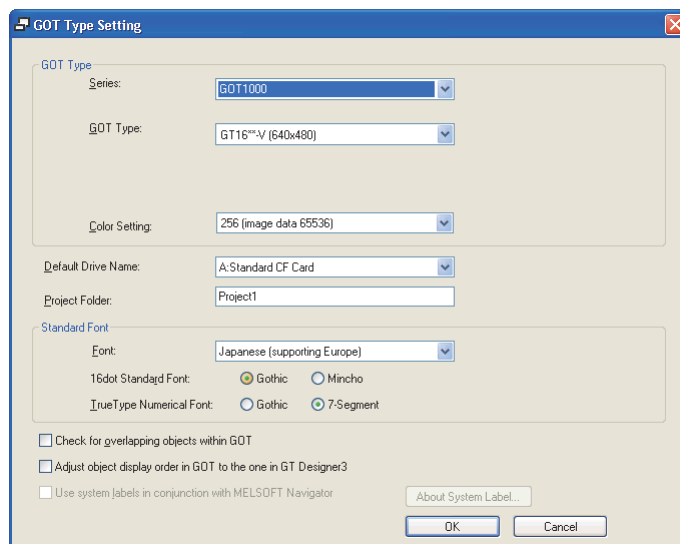 GOT Type Setting
GOT Type
Series: GOT1000
GOT Type: GT16**-V (640x480)
Color Setting: 256 (image data 65536)
Default Drive Name: A:Standard CF Card
Project Folder: Project1
Standard Font
Font: Japanese (supporting Europe)
16dot Standard Font: Gothic Mincho
TrueType Numerical Font: Gothic 7-Segment
Check for overlapping objects within GOT
Adjust object display order in GOT to the one in GT Designer3
Use system labels in conjunction with MELSOFT Navigator
About System Label...
OK Cancel